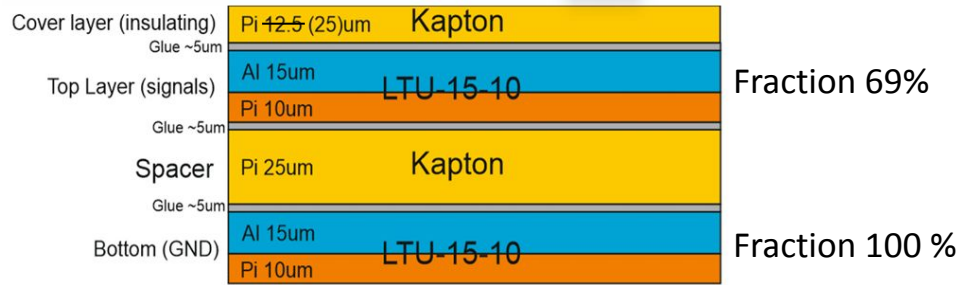 Cover layer (insulating) Pi 12.5 (25)um Kapton
Glue ~5um
Top Layer (signals) Al 15um LTU-15-10 Fraction 69%
Pi 10um
Glue ~5um
Spacer Pi 25um Kapton
Glue ~5um
Bottom (GND) Al 15um LTU-15-10 Fraction 100 %
Pi 10um